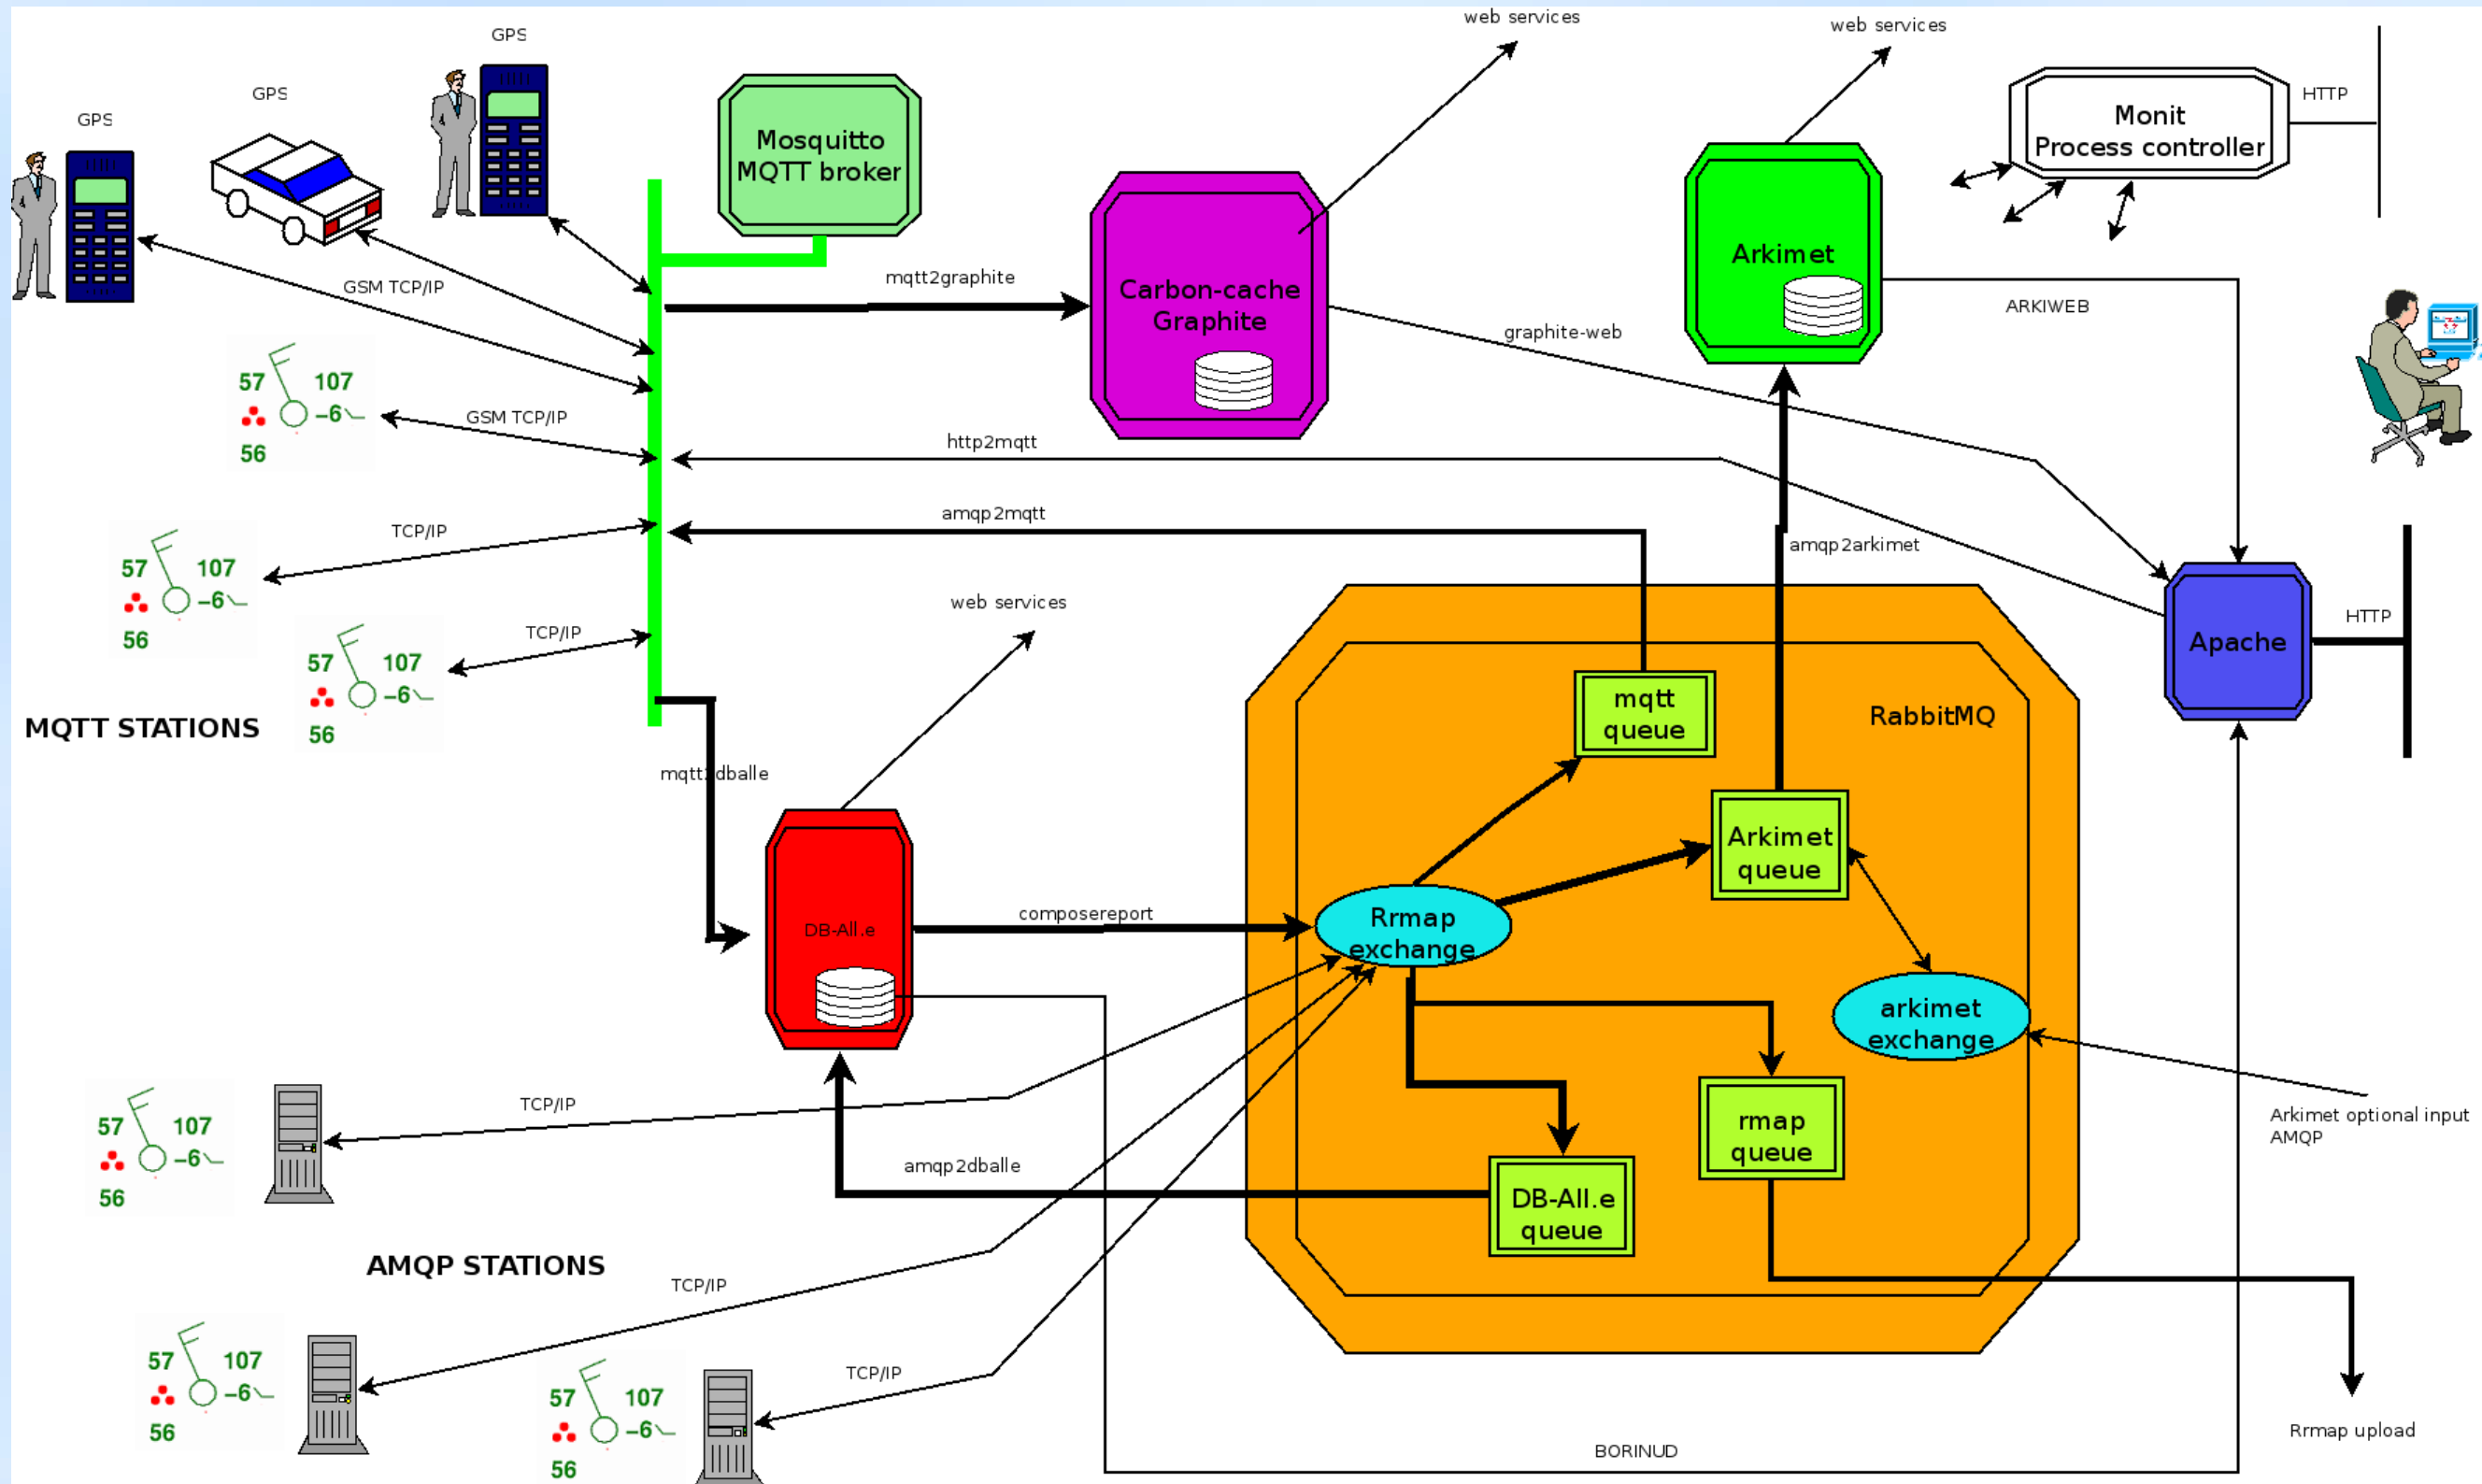 web services
web services
GPS
GPS
GPS
HTTP
Monit
Process controller
Mosquitto
MQTT broker
Arkimet
mqtt2graphite
GSM TCP/IP
Carbon-cache
Graphite
ARKIWEB
graphite-web
57 107
-6
56
GSM TCP/IP
http2mqtt
amqp2mqtt
TCP/IP
amqp2arkimet
57 107
-6
56
web services
HTTP
TCP/IP
Apache
57 107
-6
56
MQTT STATIONS
mqtt
queue
RabbitMQ
mqtt2dballe
Arkimet
queue
DB-All.e
composereport
Rrmap
exchange
arkimet
exchange
TCP/IP
57 107
-6
56
Arkimet optional input
AMQP
rmap
queue
amqp2dballe
DB-All.e
queue
AMQP STATIONS
TCP/IP
57 107
-6
56
TCP/IP
57 107
-6
56
Rrmap upload
BORINUD